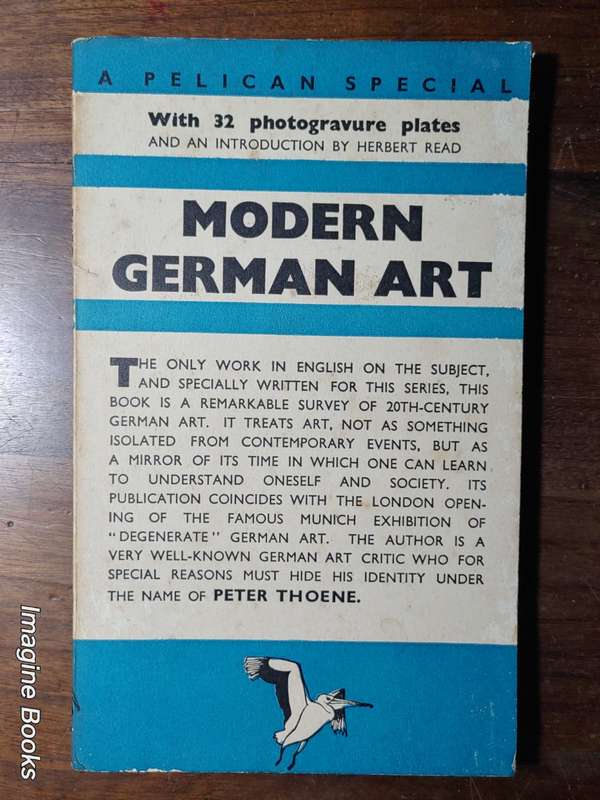 A PELICAN SPECIAL
With 32 photogravure plates
AND AN INTRODUCTION BY HERBERT READ
MODERN
GERMAN ART
THE ONLY WORK IN ENGLISH ON THE SUBJECT,
AND SPECIALLY WRITTEN FOR THIS SERIES, THIS
BOOK IS A REMARKABLE SURVEY OF 20TH-CENTURY
GERMAN ART. IT TREATS ART, NOT AS SOMETHING
ISOLATED FROM CONTEMPORARY EVENTS, BUT AS
A MIRROR OF ITS TIME IN WHICH ONE CAN LEARN
TO UNDERSTAND ONESELF AND SOCIETY. ITS
PUBLICATION COINCIDES WITH THE LONDON OPEN-
ING OF THE FAMOUS MUNICH EXHIBITION OF
"DEGENERATE" GERMAN ART. THE AUTHOR IS A
VERY WELL-KNOWN GERMAN ART CRITIC WHO FOR
SPECIAL REASONS MUST HIDE HIS IDENTITY UNDER
THE NAME OF PETER THOENE.
Imagine Books